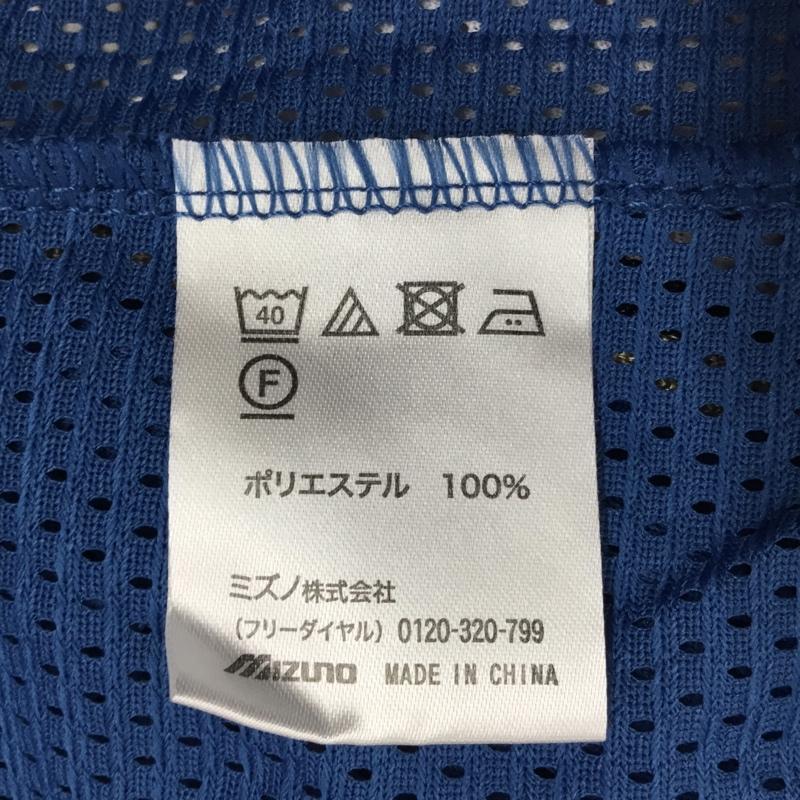 40
F
ポリエステル 100%
ミズノ株式会社
(フリーダイヤル) 0120-320-799
MIZUNO MADE IN CHINA